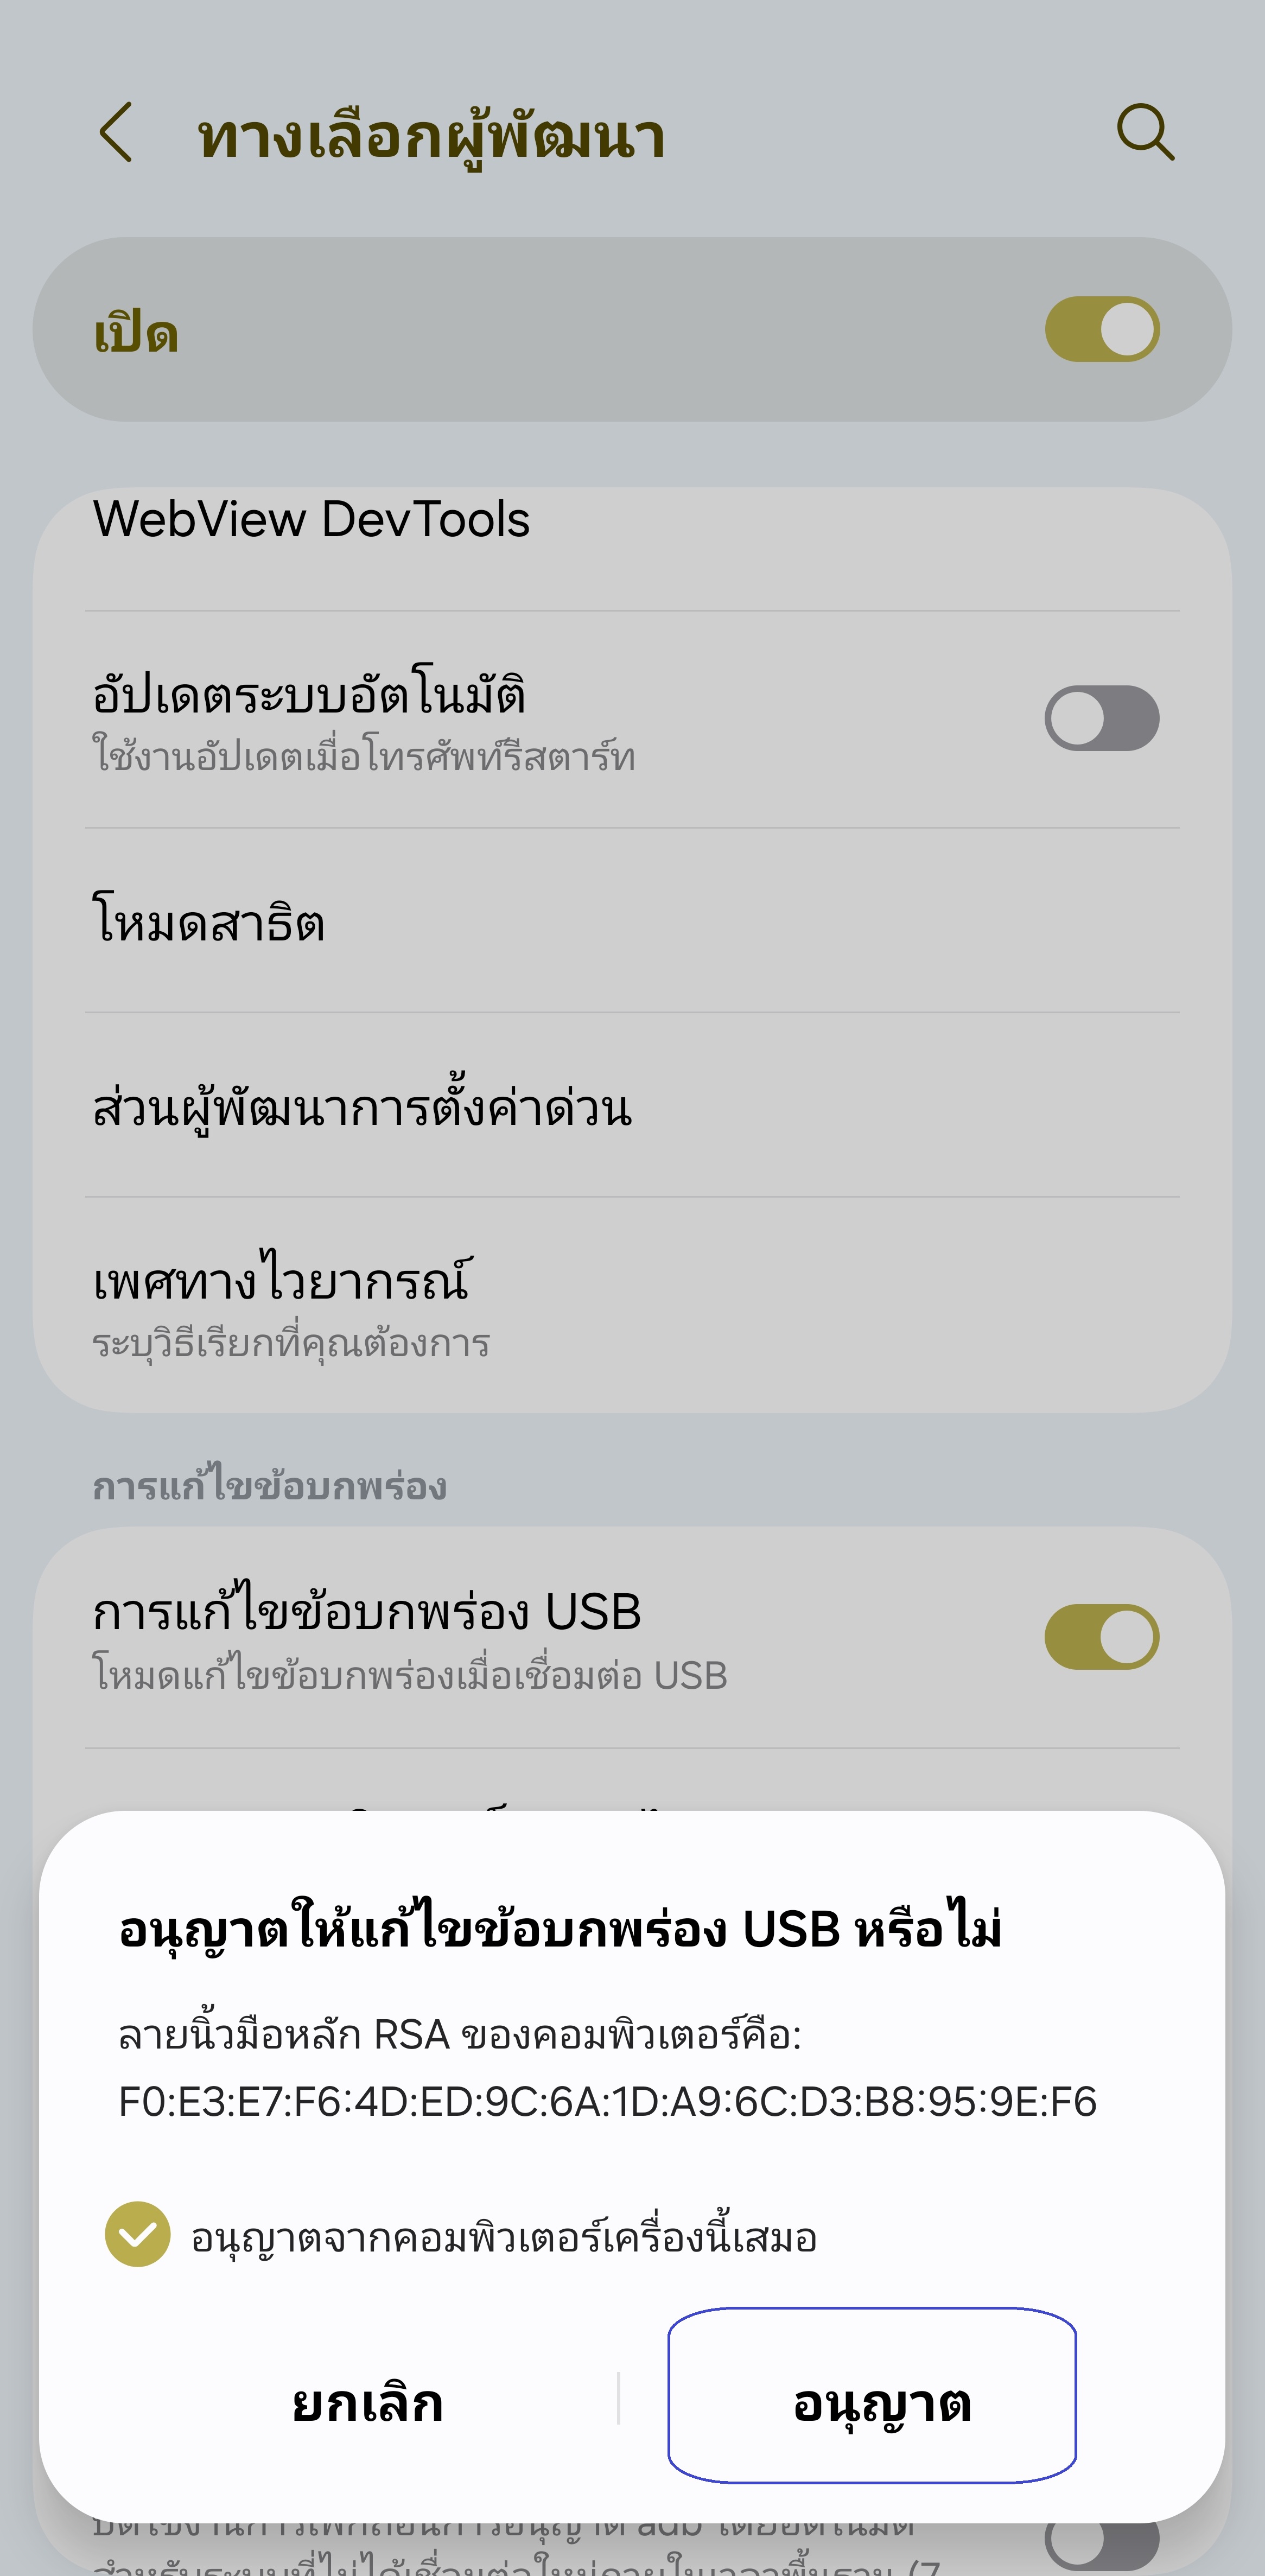 ทางเลือกผู้พัฒนา
เปิด
WebView DevTools
อัปเดตระบบอัตโนมัติ
ใช้งานอัปเดตเมื่อโทรศัพท์รีสตาร์ท
โหมดสาธิต
ส่วนผู้พัฒนาการตั้งค่าด่วน
เพศทางไวยากรณ์
ระบุวิธีเรียกที่คุณต้องการ
การแก้ไขข้อบกพร่อง
การแก้ไขข้อบกพร่อง USB
โหมดแก้ไขข้อบกพร่องเมื่อเชื่อมต่อ USB
อนุญาตให้แก้ไขข้อบกพร่อง USB หรือไม่
ลายนิ้วมือหลัก RSA ของคอมพิวเตอร์คือ:
F0:E3:E7:F6:4D:ED:9C:6A:1D:A9:6C:D3:B8:95:9E:F6
อนุญาตจากคอมพิวเตอร์เครื่องนี้เสมอ
ยกเลิก
อนุญาต